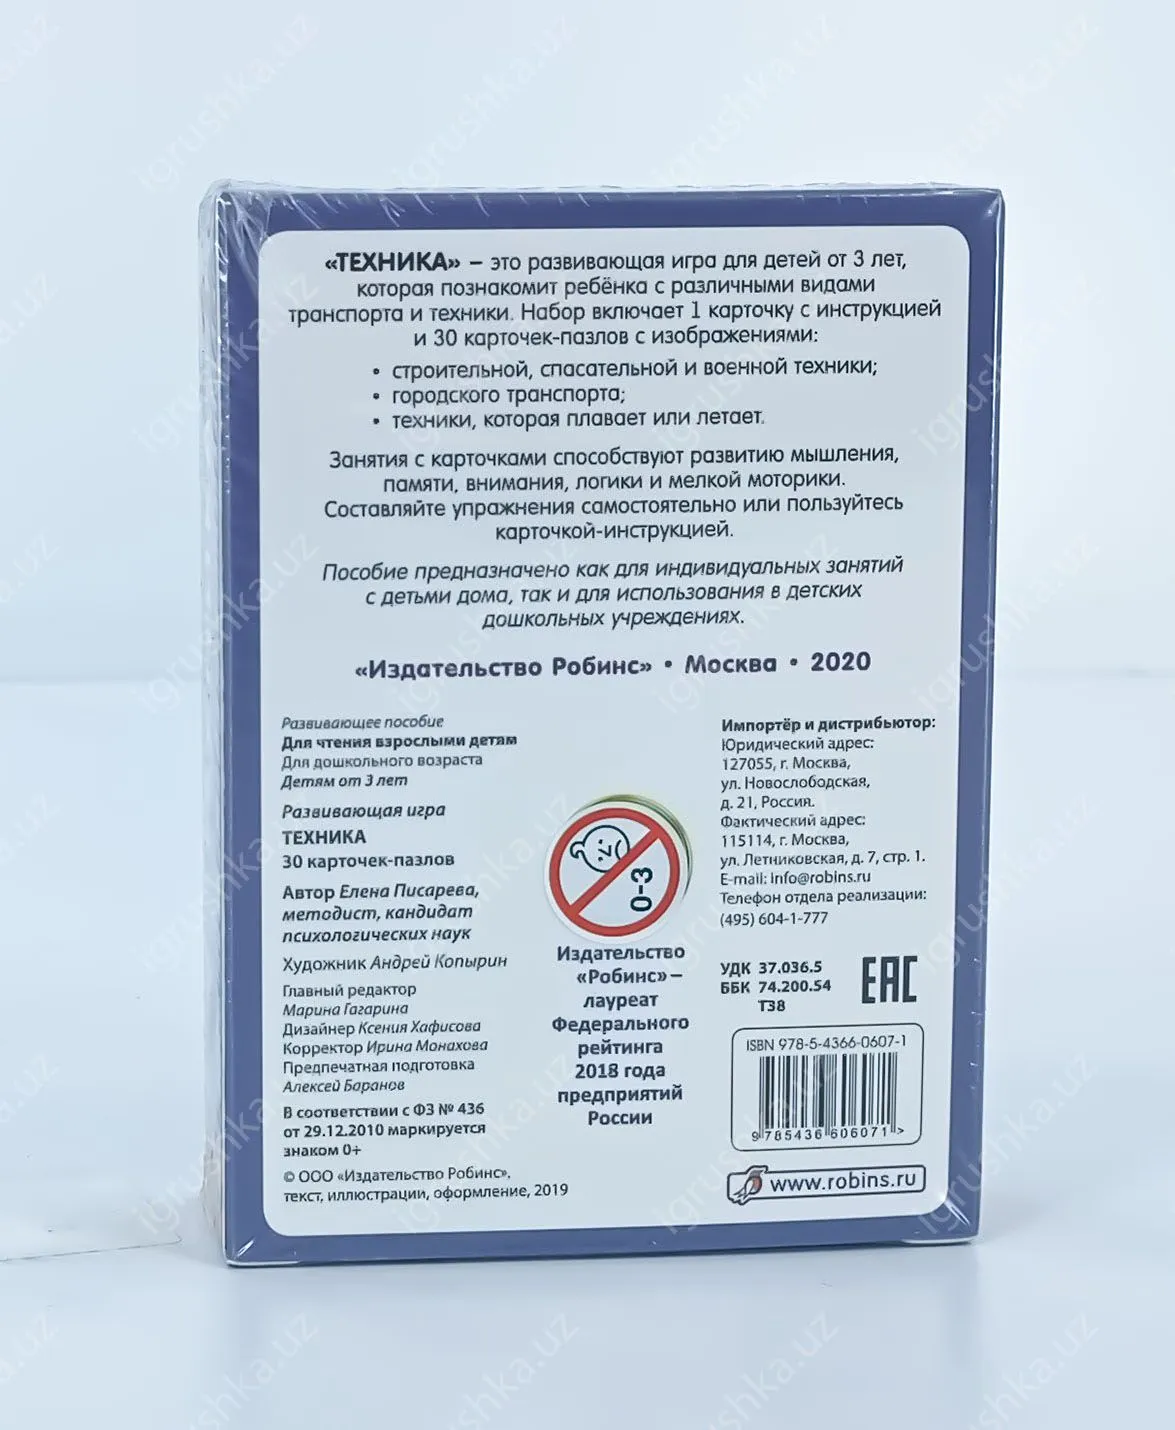 «ТЕХНИКА» – это развивающая игра для детей от 3 лет,
которая познакомит ребёнка с различными видами
транспорта и техники. Набор включает 1 карточку с инструкцией
и 30 карточек-пазлов с изображениями:
• строительной, спасательной и военной техники;
• городского транспорта;
• техники, которая плавает или летает.
Занятия с карточками способствуют развитию мышления,
памяти, внимания, логики и мелкой моторики.
Составляйте упражнения самостоятельно или пользуйтесь
карточкой-инструкцией.
Пособие предназначено как для индивидуальных занятий
с детьми дома, так и для использования в детских
дошкольных учреждениях.
«Издательство Робинс» • Москва • 2020
Развивающее пособие
Для чтения взрослыми детям
Для дошкольного возраста
Детям от 3 лет
Развивающая игра
ТЕХНИКА
30 карточек-пазлов
Автор Елена Писарева,
методист, кандидат
психологических наук
Художник Андрей Копырин
Главный редактор
Марина Гагарина
Дизайнер Ксения Хафисова
Корректор Ирина Монахова
Предпечатная подготовка
Алексей Баранов
В соответствии с ФЗ № 436
от 29.12.2010 маркируется
знаком 0+
© ООО «Издательство Робинс»,
текст, иллюстрации, оформление, 2019
0-3
Издательство
«Робинс» –
лауреат
Федерального
рейтинга
2018 года
предприятий
России
Импортёр и дистрибьютор:
Юридический адрес:
127055, г. Москва,
ул. Новослободская,
д. 21, Россия.
Фактический адрес:
115114, г. Москва,
ул. Летниковская, д. 7, стр. 1.
E-mail: info@robins.ru
Телефон отдела реализации:
(495) 604-1-777
УДК 37.036.5
ББК 74.200.54
Т38
EAC
ISBN 978-5-4366-0607-1
9 785436 606071 >
www.robins.ru
igrushka.uz